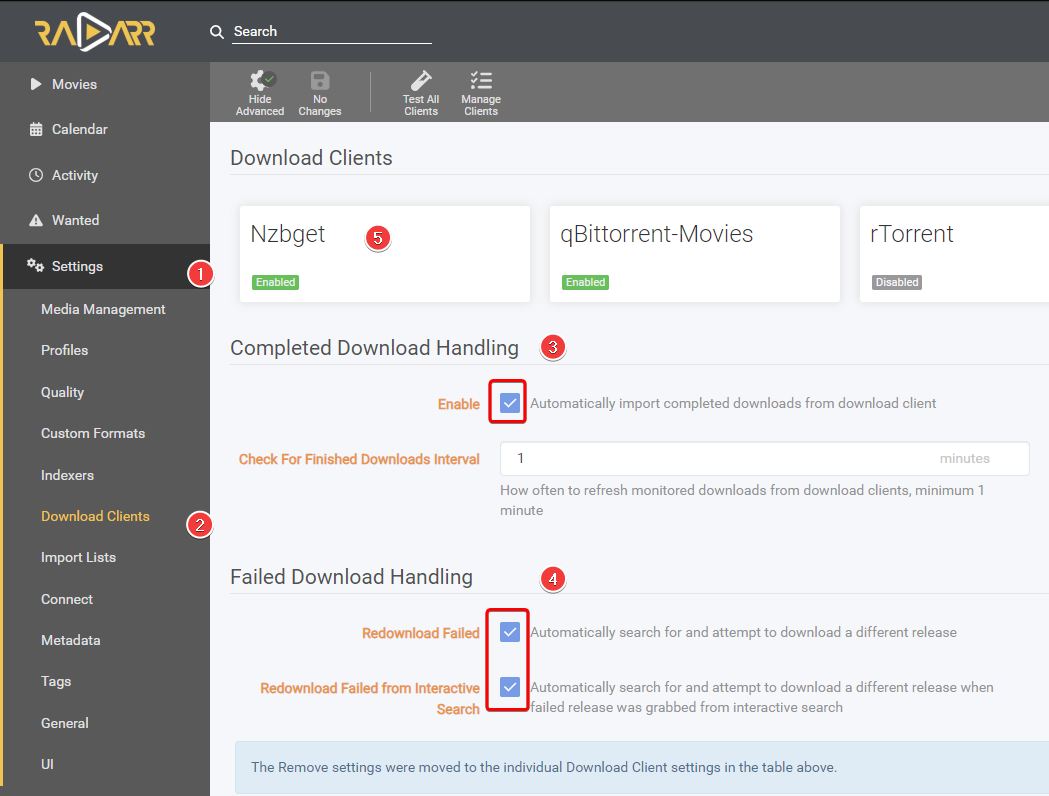 RADARR
Search
Movies
Calendar
Activity
Wanted
Settings
1
Media Management
Profiles
Quality
Custom Formats
Indexers
Download Clients
2
Import Lists
Connect
Metadata
Tags
General
UI
Hide
Advanced
No
Changes
Test All
Clients
Manage
Clients
Download Clients
Nzbget
5
Enabled
qBittorrent-Movies
Enabled
rTorrent
Disabled
Completed Download Handling
3
Enable
Automatically import completed downloads from download client
Check For Finished Downloads Interval
1
minutes
How often to refresh monitored downloads from download clients, minimum 1
minute
Failed Download Handling
4
Redownload Failed
Automatically search for and attempt to download a different release
Redownload Failed from Interactive
Search
Automatically search for and attempt to download a different release when
failed release was grabbed from interactive search
The Remove settings were moved to the individual Download Client settings in the table above.